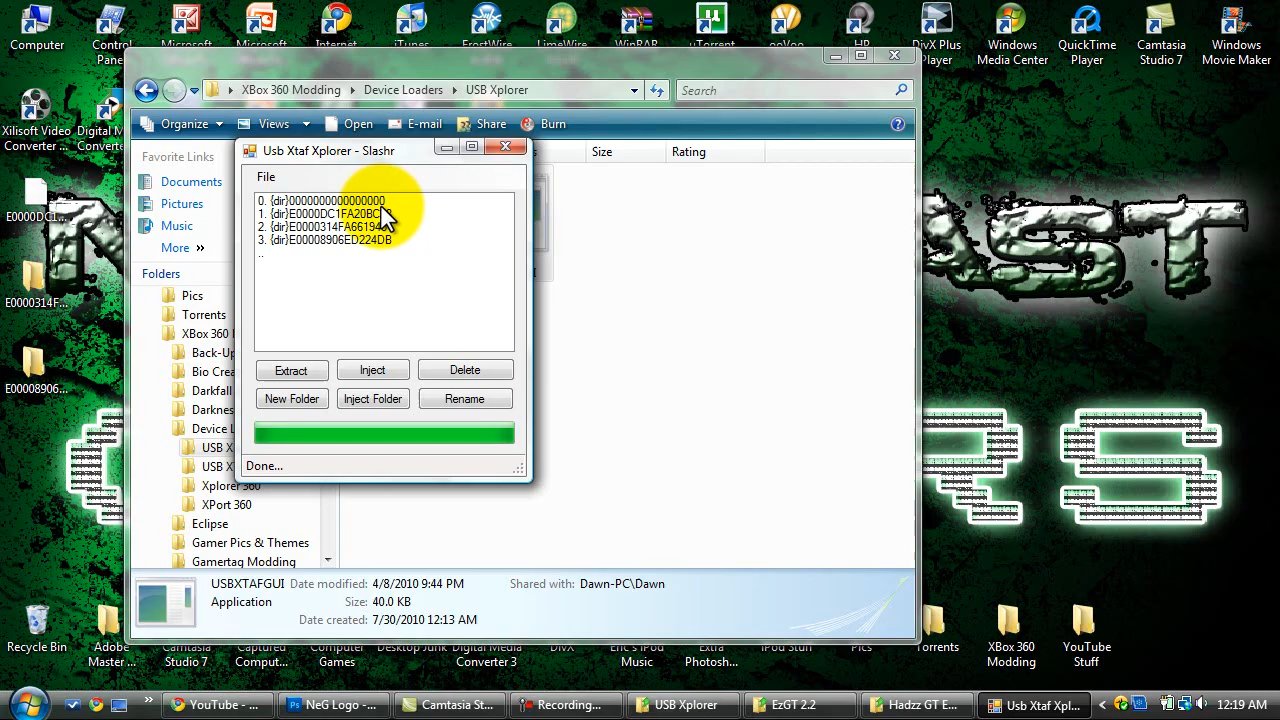 Computer
Control
Panel
Microsoft
Microsoft
Internet
iTunes
FrostWire
LimeWire
WinRAR
uTorrent
ooVoo
HP
DivX Plus
Player
Windows
Media Center
QuickTime
Player
Camtasia
Studio 7
Windows
Movie Maker
XBox 360 Modding
Device Loaders
USB Xplorer
Search
Organize
Views
Open
E-mail
Share
Burn
Xilisoft Video
Converter ...
Digital M...
Favorite Links
Documents
Pictures
Music
More »
Folders
Size
Rating
Usb Xtaf Xplorer - Slashr
File
0. {dir}0000000000000000
1. {dir}E0000DC1FA20BC
2. {dir}E0000314FA66194
3. {dir}E00008906ED224DB
..
Extract
Inject
Delete
New Folder
Inject Folder
Rename
Done...
E0000DC1...
E0000314F...
E00008906...
Pics
Torrents
XBox 360
Back-Up
Bio Crea
Darkfall
Darknes
Device L
USB X
USB X
Xplorer 360
XPort 360
Eclipse
Gamer Pics & Themes
Gamertag Modding
USBXTAFGUI
Date modified: 4/8/2010 9:44 PM
Shared with: Dawn-PC\Dawn
Application
Size: 40.0 KB
Date created: 7/30/2010 12:13 AM
Recycle Bin
Adobe
Master ...
Camtasia
Studio 7
Captured
Comput...
Computer
Games
Desktop Junk
Digital Media
Converter 3
DivX
Eric's iPod
Music
Extra
Photosh...
iPod Stuff
Pics
Torrents
XBox 360
Modding
YouTube
Stuff
YouTube - ...
NeG Logo - ...
Camtasia St...
Recording...
USB Xplorer
EzGT 2.2
Hadzz GT E...
Usb Xtaf Xpl...
12:19 AM